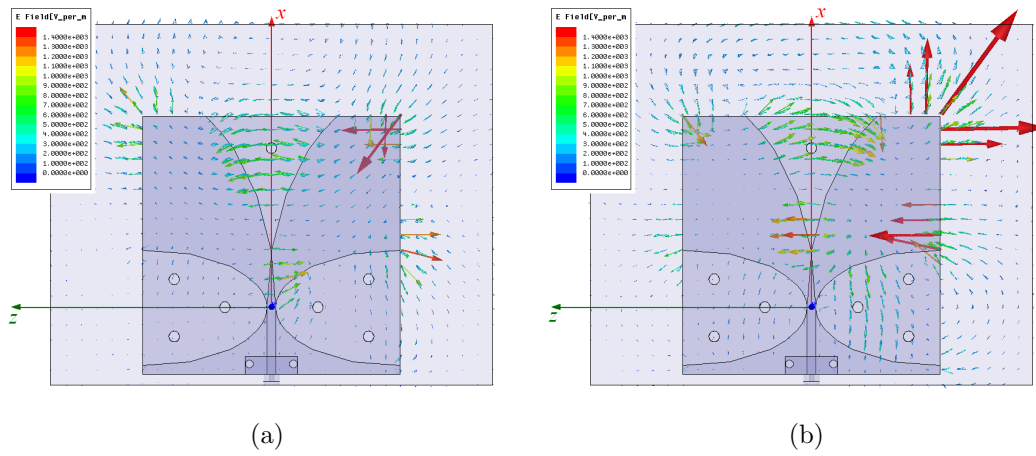 E Field[V_per_m
1.4000e+003
1.3000e+003
1.2000e+003
1.1000e+003
1.0000e+003
9.0000e+002
8.0000e+002
7.0000e+002
6.0000e+002
5.0000e+002
4.0000e+002
3.0000e+002
2.0000e+002
1.0000e+002
0.0000e+000
x
z
(a)
E Field[V_per_m
1.4000e+003
1.3000e+003
1.2000e+003
1.1000e+003
1.0000e+003
9.0000e+002
8.0000e+002
7.0000e+002
6.0000e+002
5.0000e+002
4.0000e+002
3.0000e+002
2.0000e+002
1.0000e+002
0.0000e+000
x
z
(b)